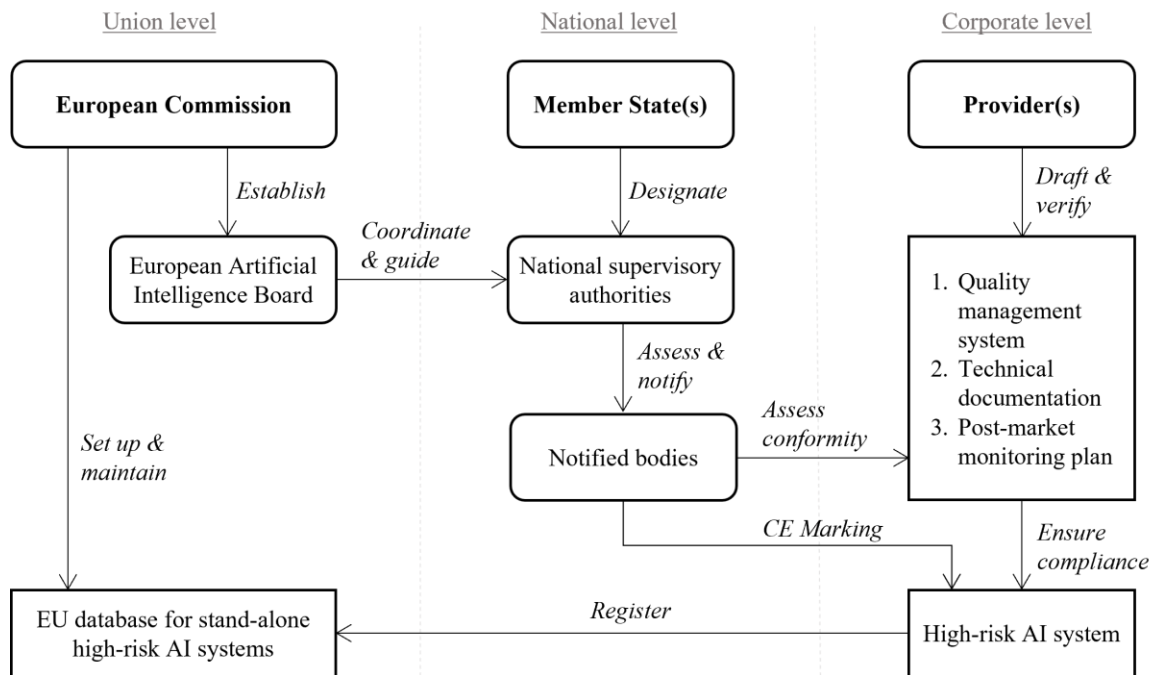 Union level
National level
Corporate level
European Commission
Member State(s)
Provider(s)
Establish
Designate
Draft &
verify
Coordinate
& guide
European Artificial
Intelligence Board
National supervisory
authorities
1. Quality
management
system
2. Technical
documentation
3. Post-market
monitoring plan
Assess &
notify
Set up &
maintain
Notified bodies
Assess
conformity
CE Marking
Ensure
compliance
EU database for stand-alone
high-risk AI systems
Register
High-risk AI system